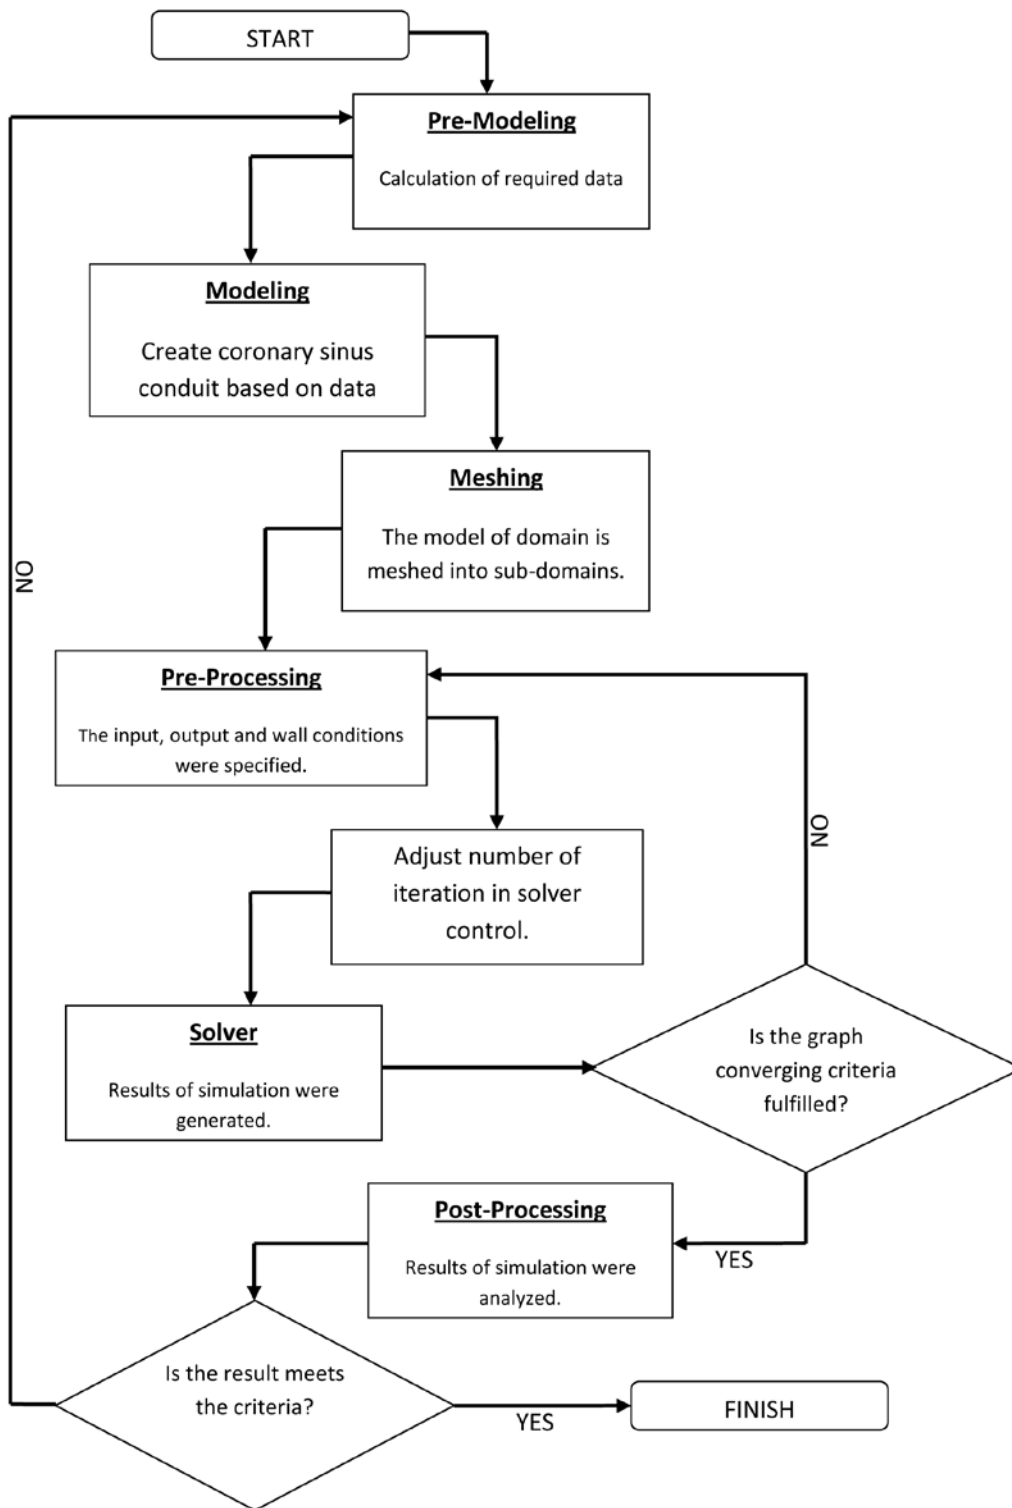 START
Pre-Modeling
Calculation of required data
Modeling
Create coronary sinus
conduit based on data
Meshing
The model of domain is
meshed into sub-domains.
NO
Pre-Processing
The input, output and wall conditions
were specified.
NO
Adjust number of
iteration in solver
control.
Solver
Results of simulation were
generated.
Is the graph
converging criteria
fulfilled?
Post-Processing
Results of simulation were
analyzed.
YES
Is the result meets
the criteria?
YES
FINISH